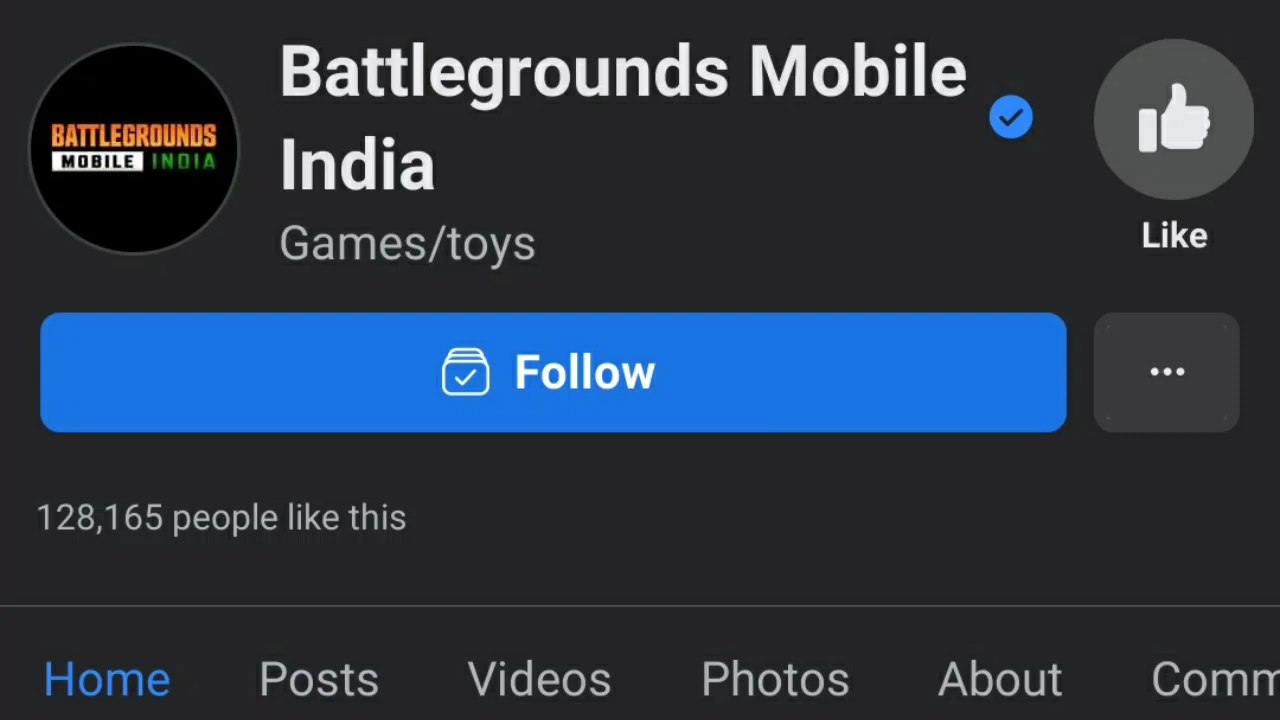 BATTLEGROUNDS
MOBILE INDIA
Battlegrounds Mobile
India
Games/toys
Like
Follow
128,165 people like this
Home Posts Videos Photos About Comm